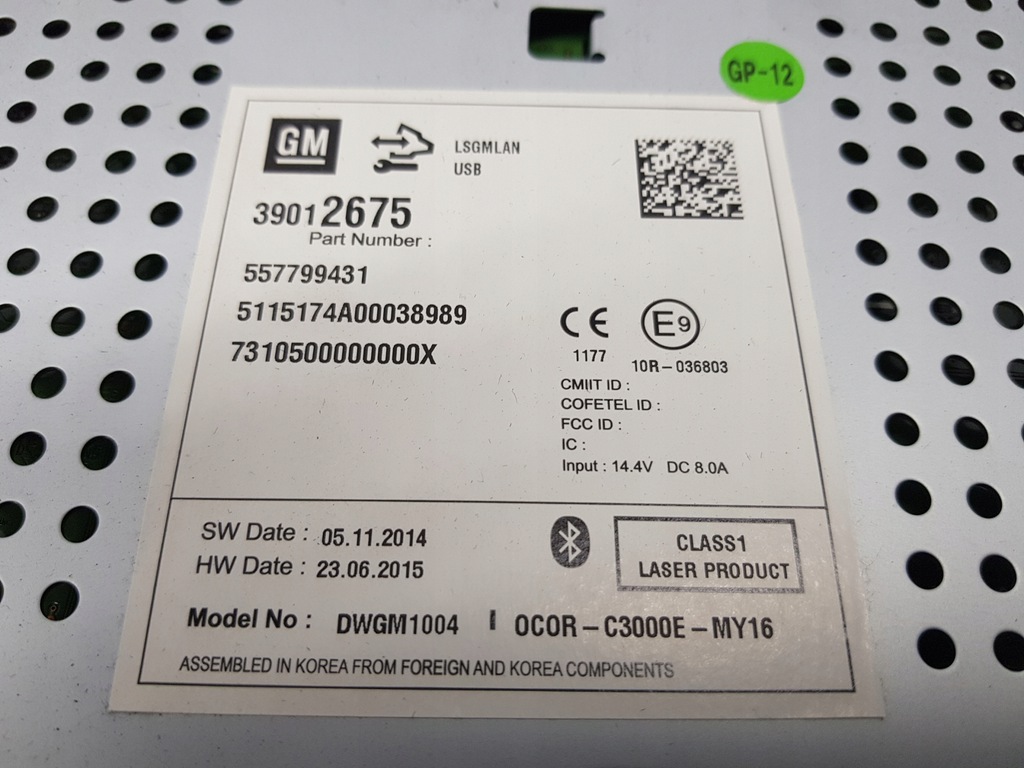 GP-12
GM
LSGMLAN
USB
39012675
Part Number :
557799431
5115174A00038989
7310500000000X
CE
E9
1177
10R-036803
CMIIT ID :
COFETEL ID :
FCC ID :
IC :
Input : 14.4V DC 8.0A
SW Date : 05.11.2014
HW Date : 23.06.2015
CLASS1
LASER PRODUCT
Model No : DWGM1004 I OCOR-C3000E-MY16
ASSEMBLED IN KOREA FROM FOREIGN AND KOREA COMPONENTS